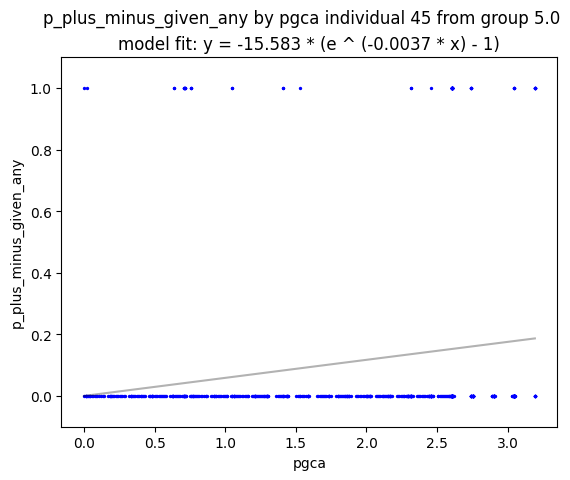 p_plus_minus_given_any by pgca individual 45 from group 5.0
model fit: y = -15.583 * (e ^ (-0.0037 * x) - 1)
1.0
0.8
0.6
0.4
0.2
0.0
p_plus_minus_given_any
0.0 0.5 1.0 1.5 2.0 2.5 3.0
pgca